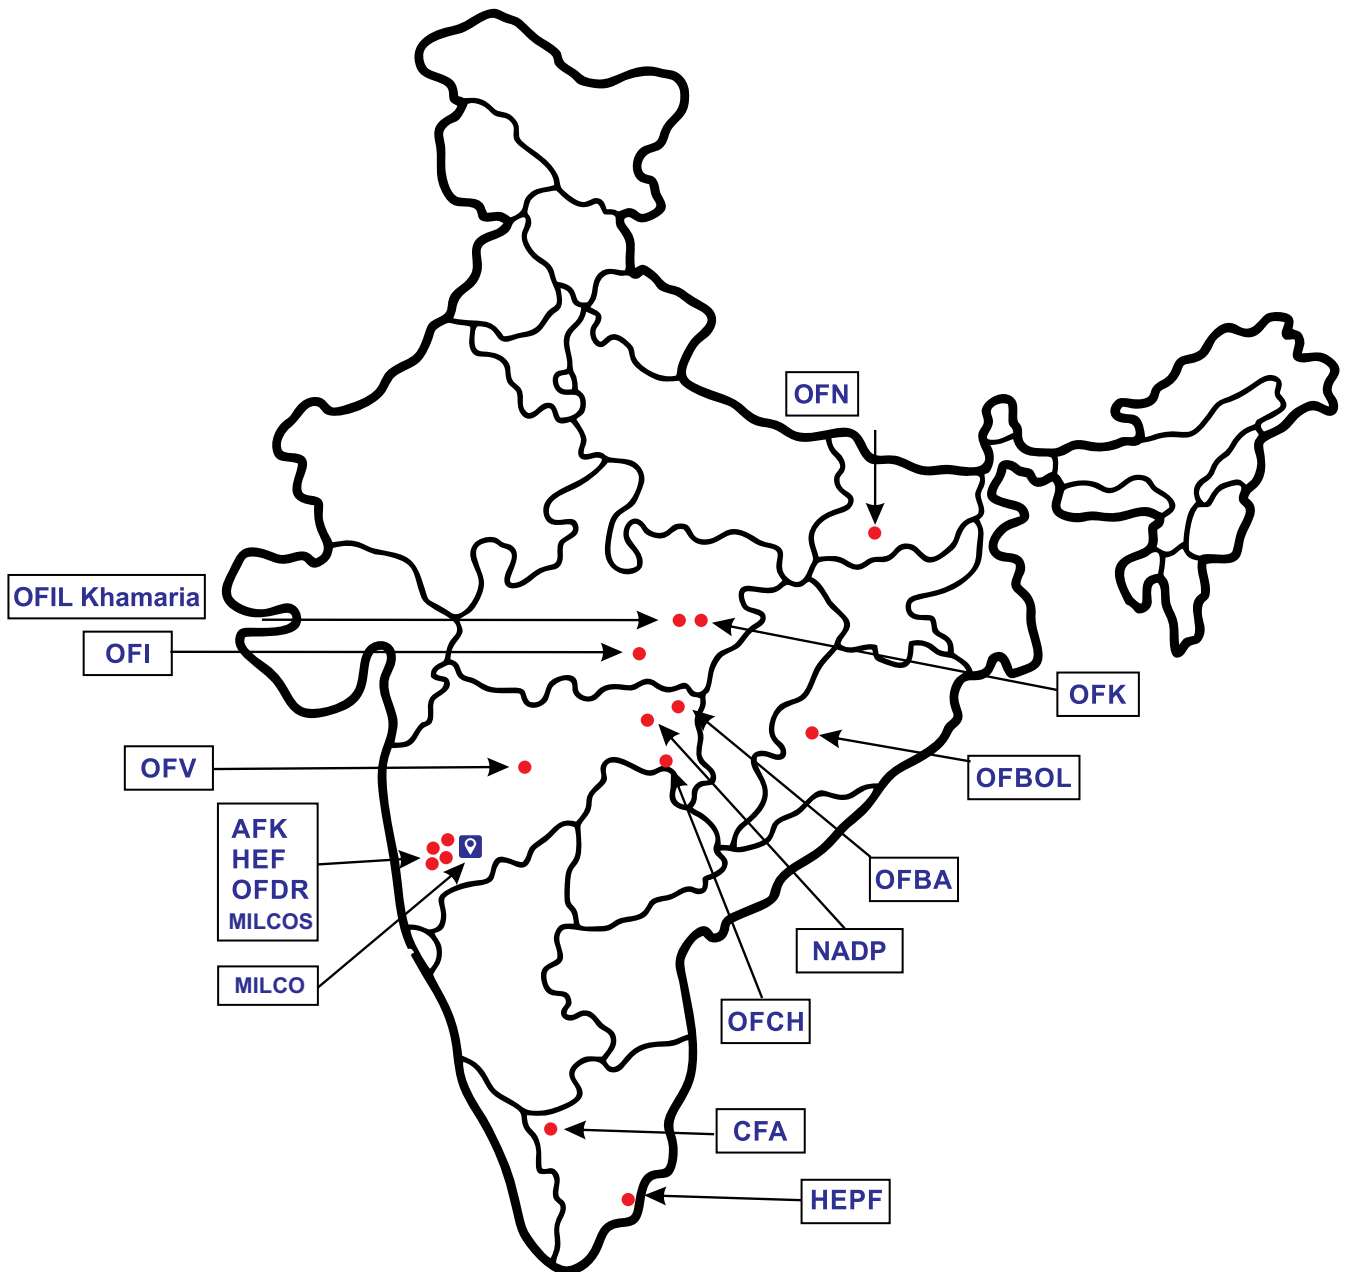 OFN
OFIL Khamaria
OFI
OFK
OFV
OFBOL
AFK
HEF
OFDR
MILCOS
OFBA
NADP
MILCO
OFCH
CFA
HEPF